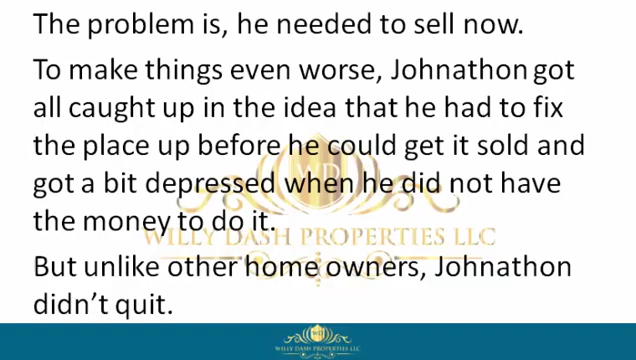 The problem is, he needed to sell now.
To make things even worse, Johnathon got
all caught up in the idea that he had to fix
the place up before he could get it sold and
got a bit depressed when he did not have
the money to do it.
WILLY DASH PROPERTIES LLC
But unlike other home owners, Johnathon
didn't quit.
WILLY DASH PROPERTIES LLC